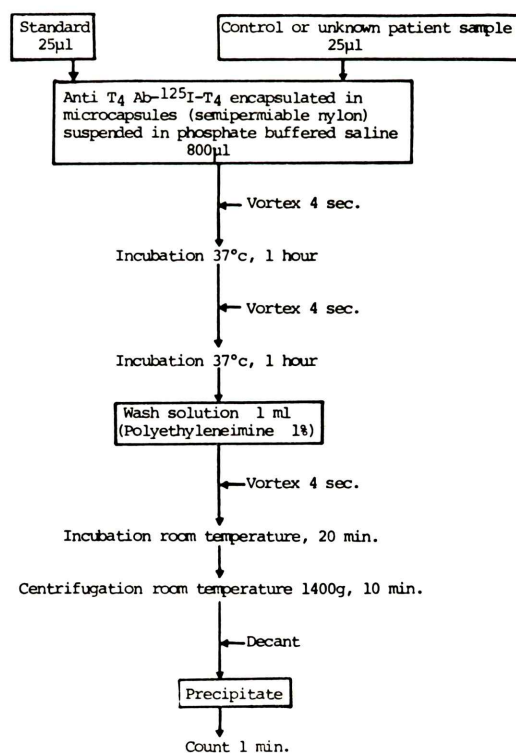 Standard
25µl
Control or unknown patient sample
25µl
Anti T4 Ab-125I-T4 encapsulated in
microcapsules (semipermiable nylon)
suspended in phosphate buffered saline
800µl
Vortex 4 sec.
Incubation 37°c, 1 hour
Vortex 4 sec.
Incubation 37°c, 1 hour
Wash solution 1 ml
(Polyethyleneimine 1%)
Vortex 4 sec.
Incubation room temperature, 20 min.
Centrifugation room temperature 1400g, 10 min.
Decant
Precipitate
Count 1 min.